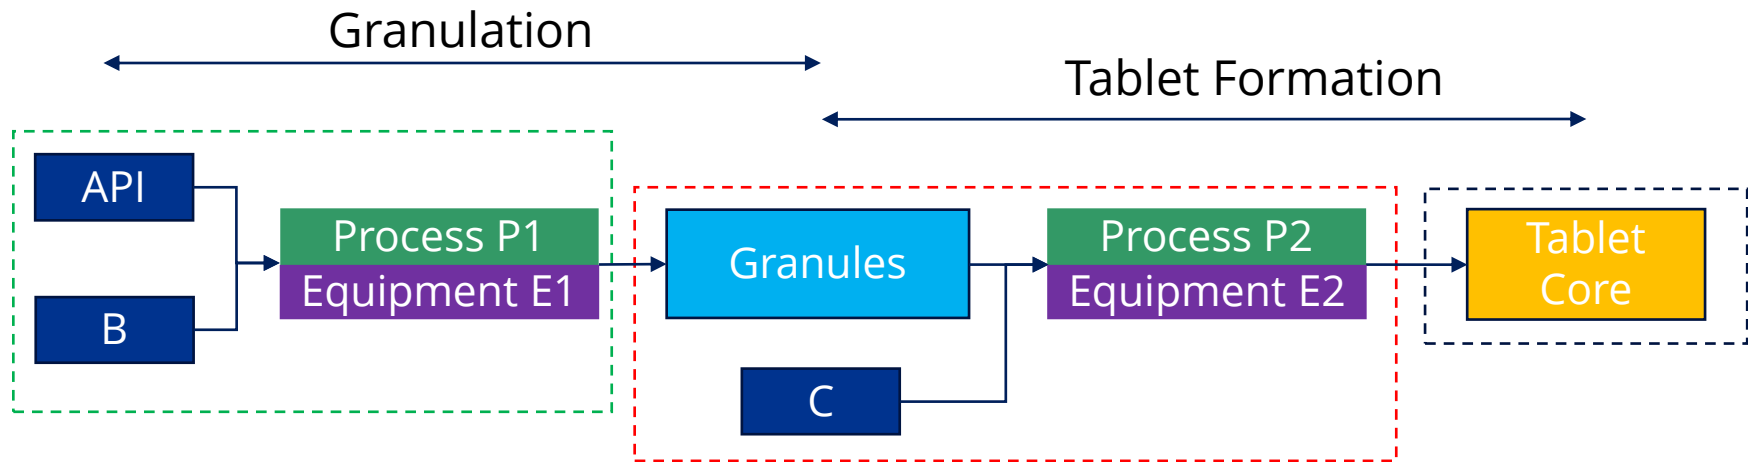 Granulation
Tablet Formation
API
B
Process P1
Equipment E1
Granules
C
Process P2
Equipment E2
Tablet
Core